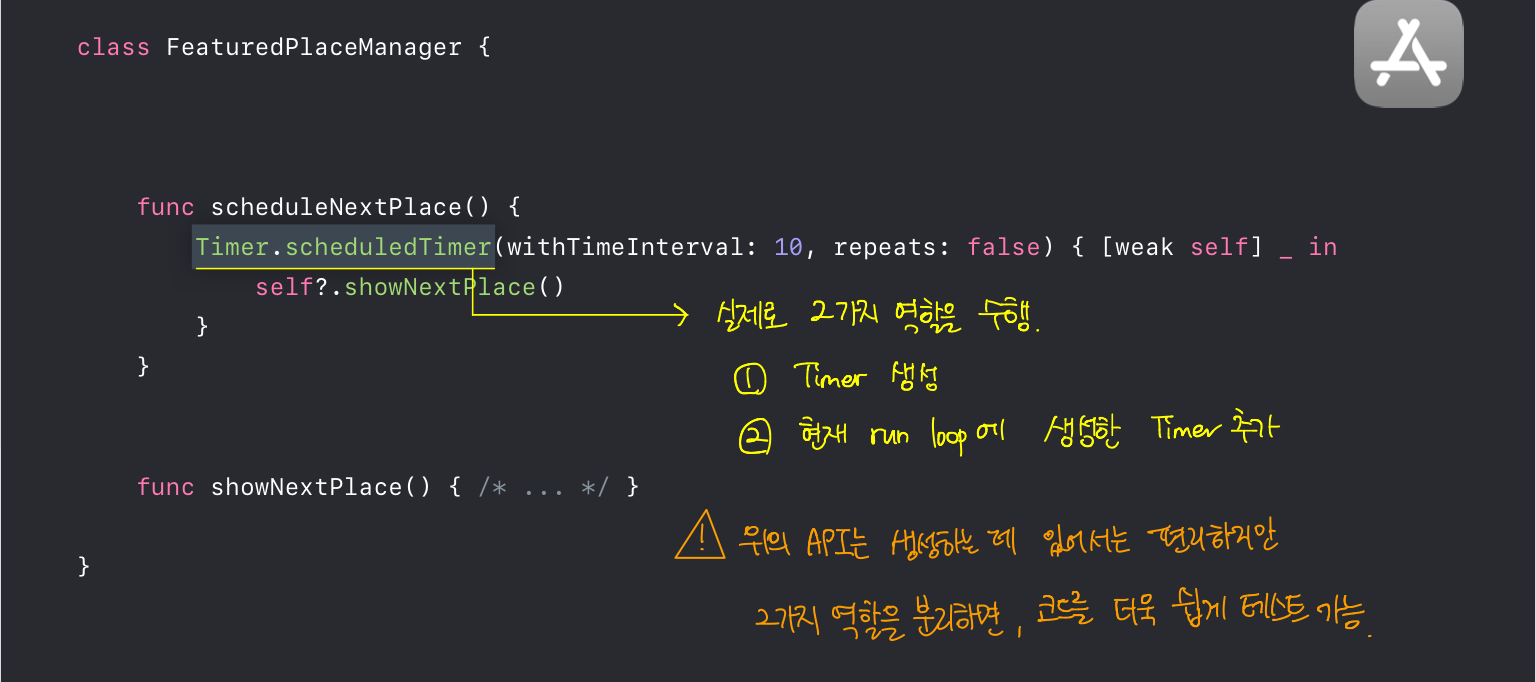 class FeaturedPlaceManager {
func scheduleNextPlace() {
Timer.scheduledTimer(withTimeInterval: 10, repeats: false) { [weak self] _ in
self?.showNextPlace()
}
}
실제로 2가지 역할을 수행.
① Timer 생성
② 현재 run loop에 생성한 Timer 추가
func showNextPlace() { /* ... */ }
}
⚠ 위의 API는 생성하는 데 있어서는 편리하지만
2가지 역할을 분리하면, 코드를 더욱 쉽게 테스트 가능.